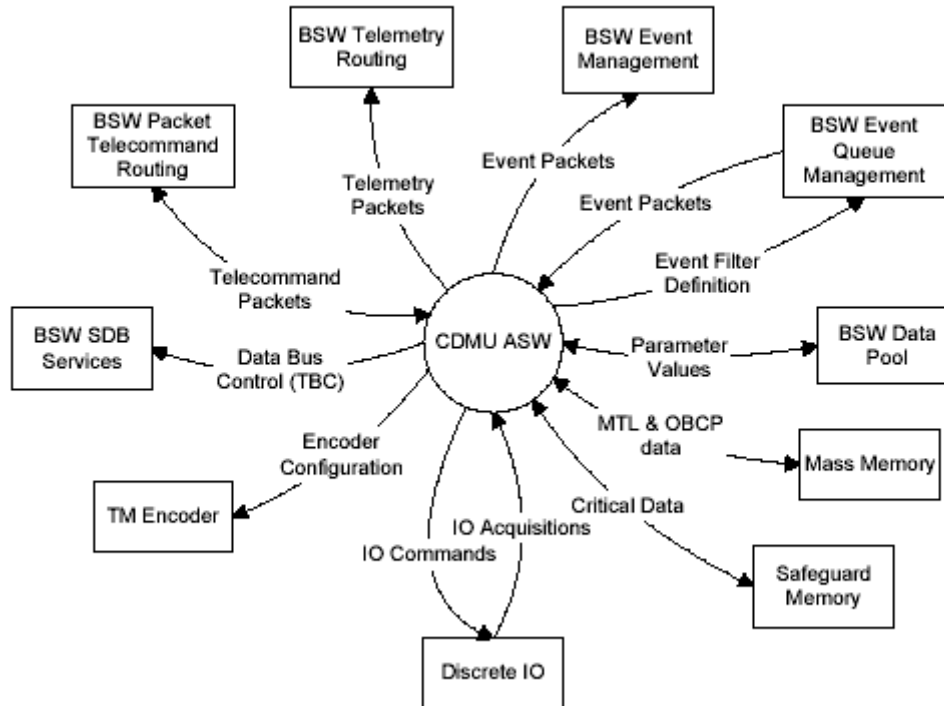 BSW Telemetry
Routing
BSW Event
Management
BSW Packet
Telecommand
Routing
BSW Event
Queue
Management
Event Packets
Telemetry
Packets
Event Packets
Telecommand
Packets
Event Filter
Definition
BSW SDB
Services
Data Bus
Control (TBC)
CDMU ASW
Parameter
Values
BSW Data
Pool
MTL & OBCP
data
Mass Memory
Encoder
Configuration
TM Encoder
Critical Data
IO Acquisitions
IO Commands
Safeguard
Memory
Discrete IO